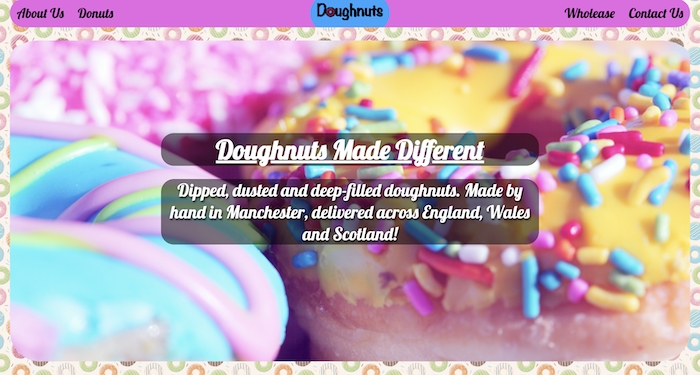 About Us Donuts Doughnuts Wholease Contact Us
Doughnuts Made Different
Dipped, dusted and deep-filled doughnuts. Made by
hand in Manchester, delivered across England, Wales
and Scotland!